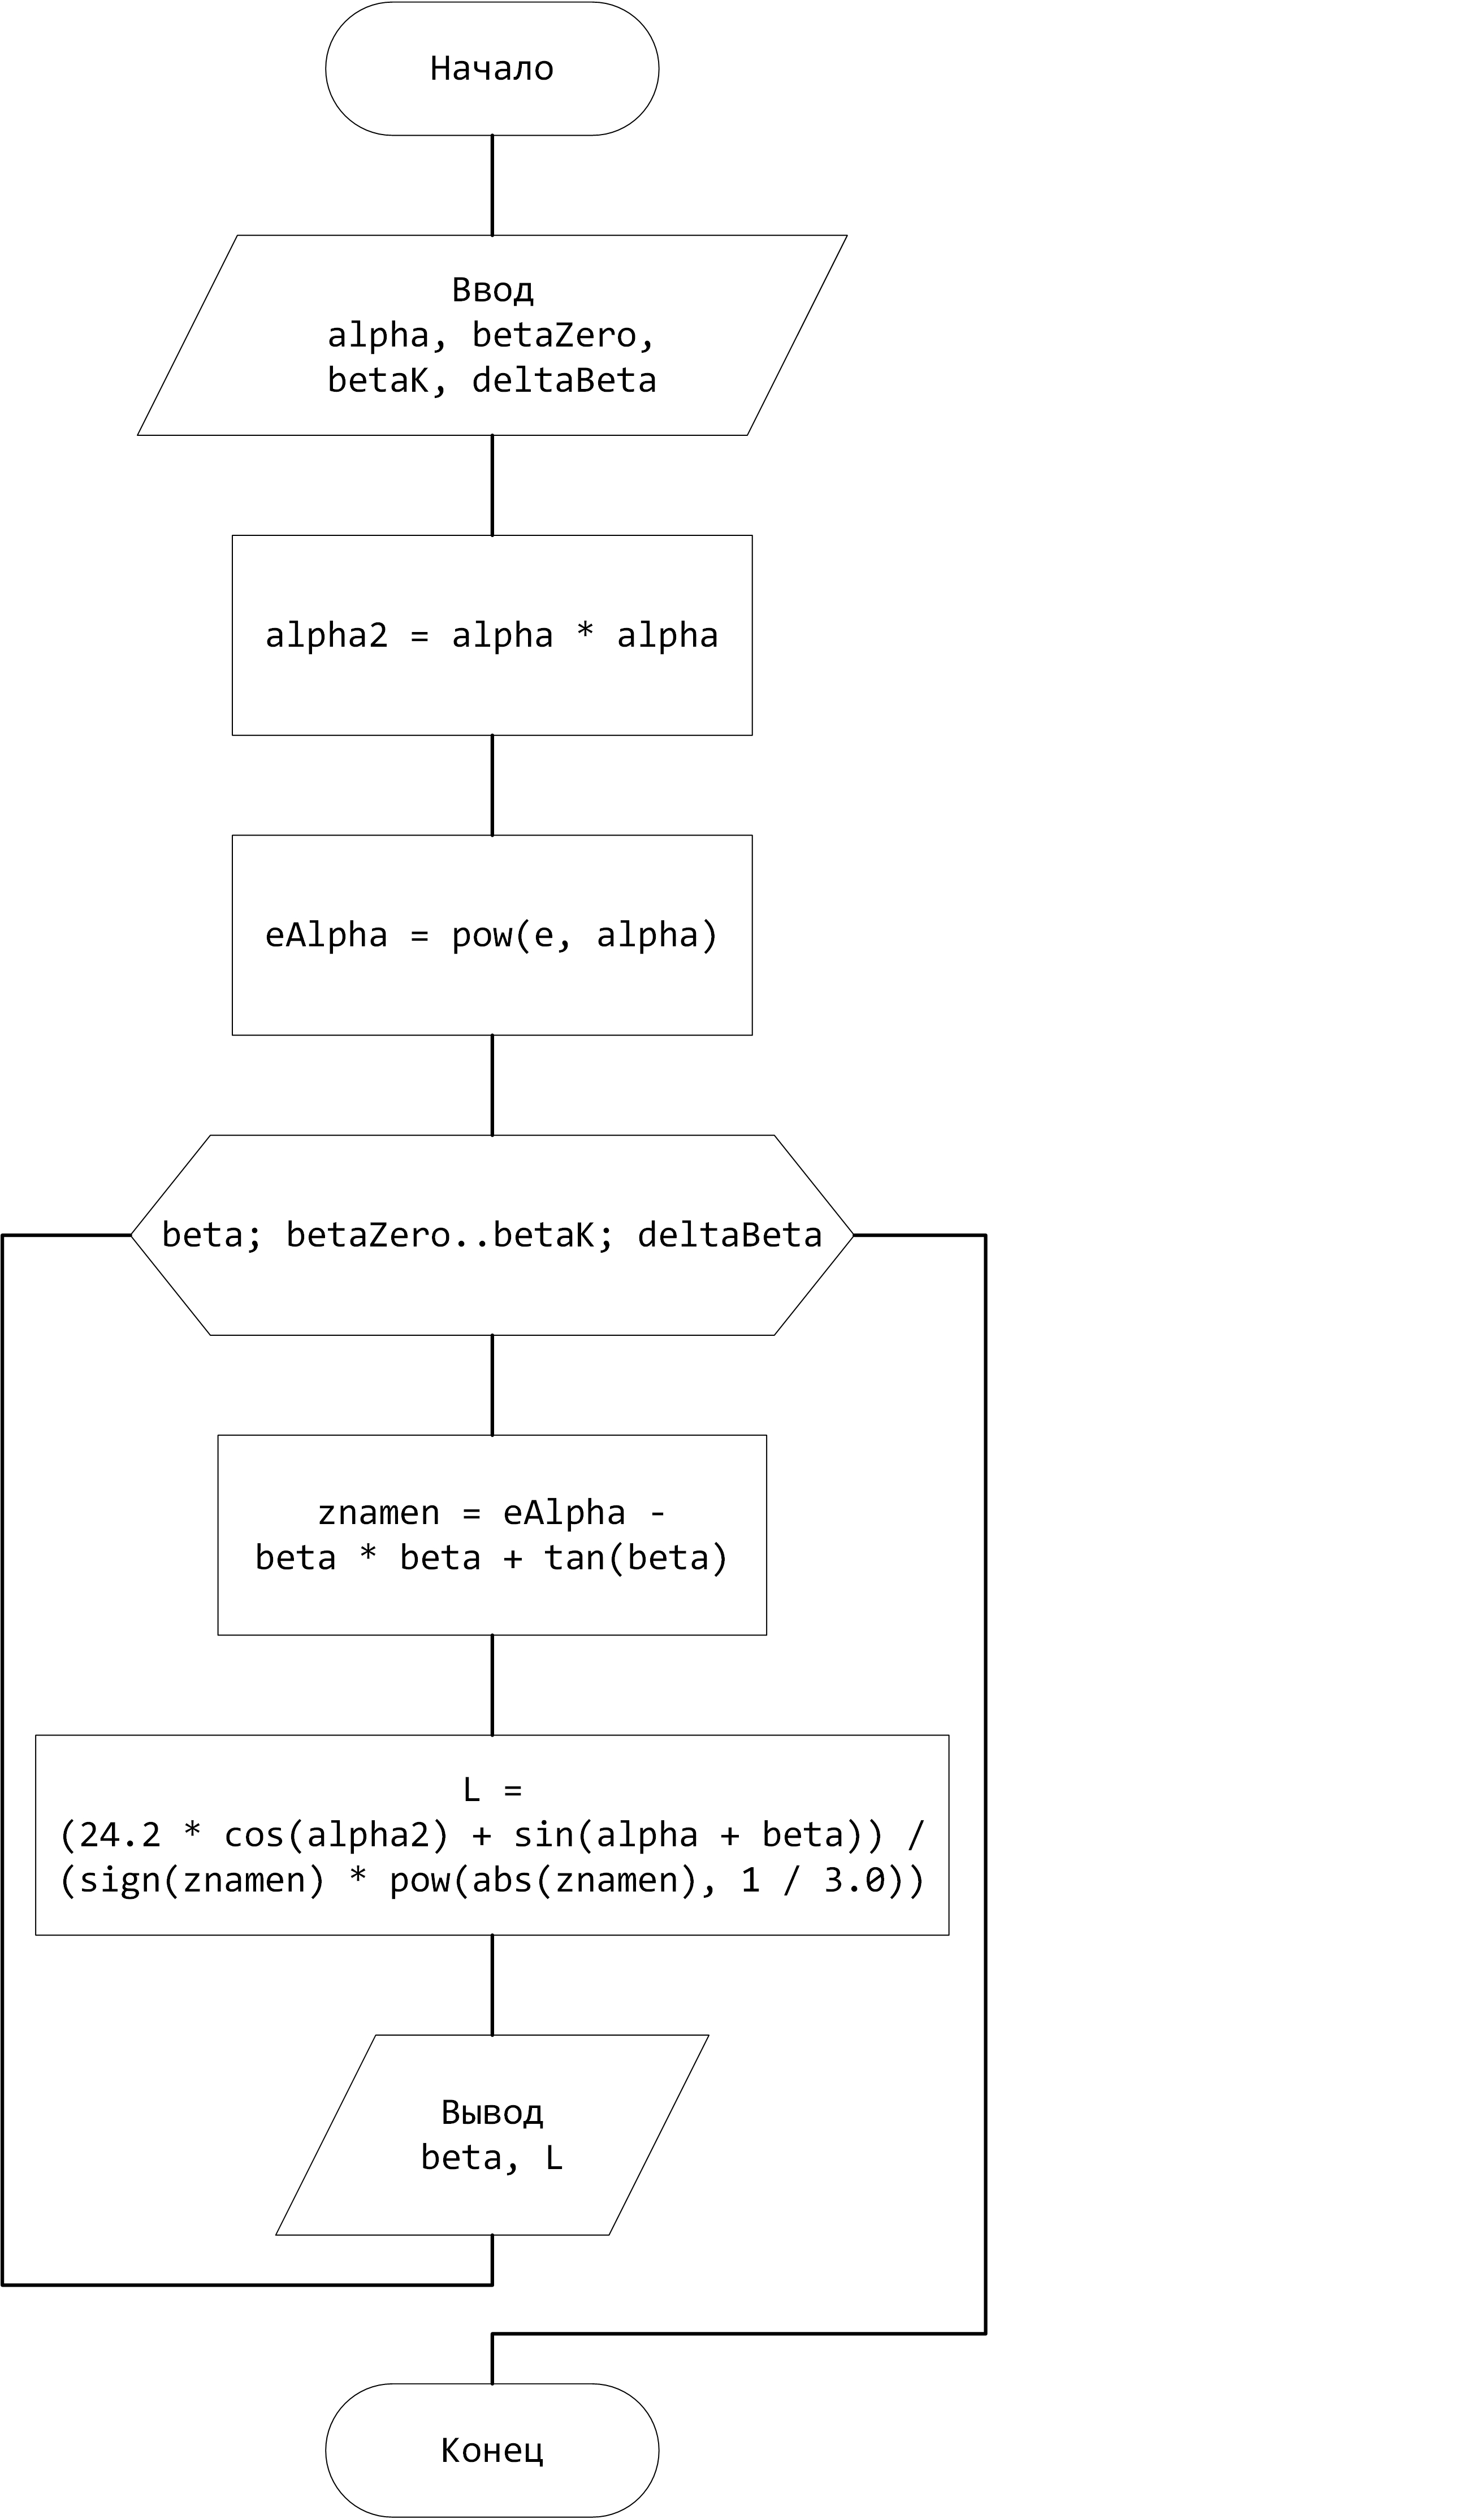 Начало
Ввод
alpha, betaZero,
betaK, deltaBeta
alpha2 = alpha * alpha
eAlpha = pow(e, alpha)
beta; betaZero..betaK; deltaBeta
znamen = eAlpha -
beta * beta + tan(beta)
L =
(24.2 * cos(alpha2) + sin(alpha + beta)) /
(sign(znamen) * pow(abs(znamen), 1 / 3.0))
Вывод
beta, L
Конец